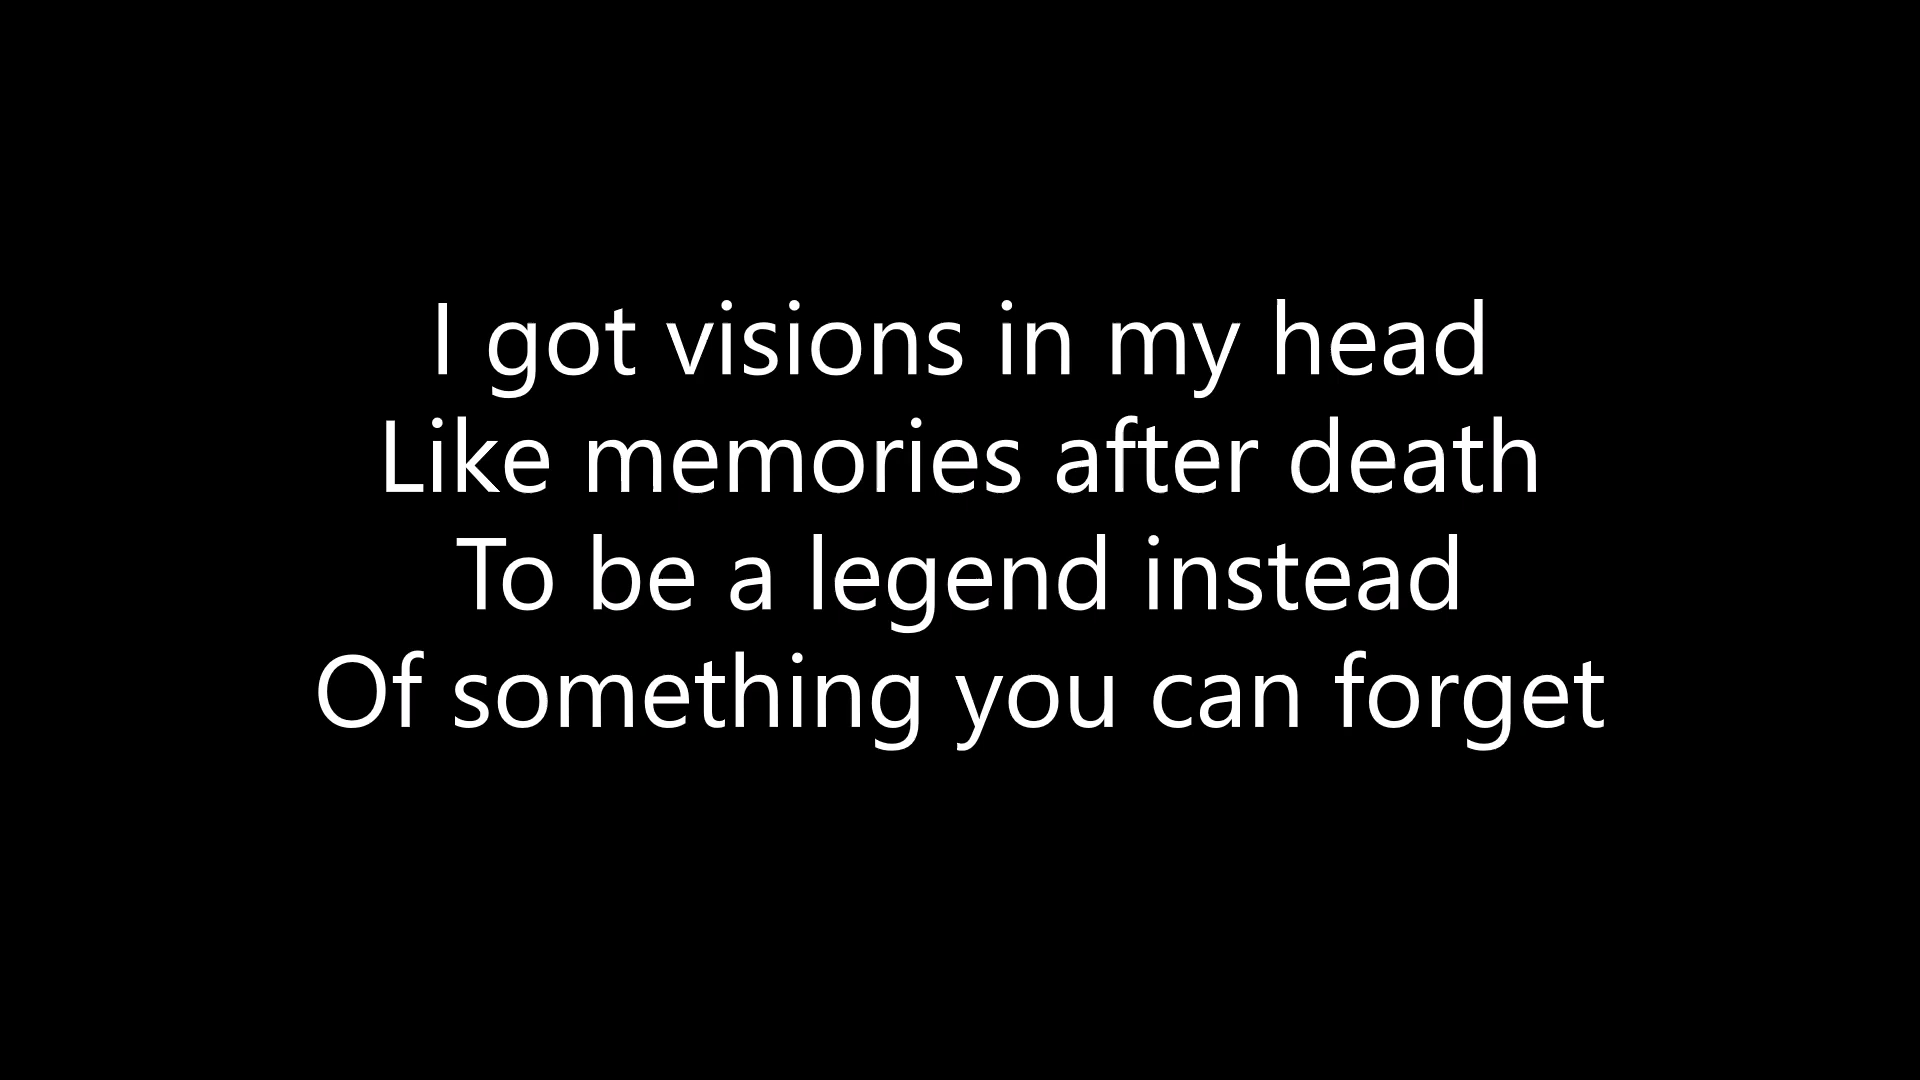 I got visions in my head
Like memories after death
To be a legend instead
Of something you can forget